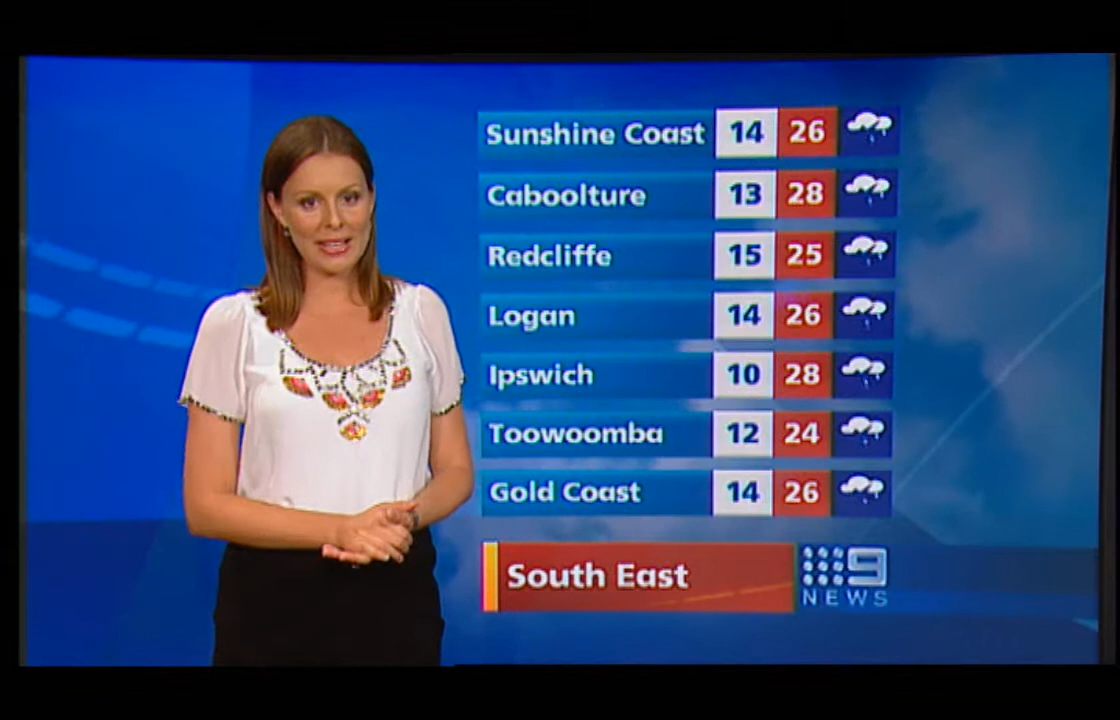 Sunshine Coast 14 26
Caboolture 13 28
Redcliffe 15 25
Logan 14 26
Ipswich 10 28
Toowoomba 12 24
Gold Coast 14 26
South East 9
NEWS